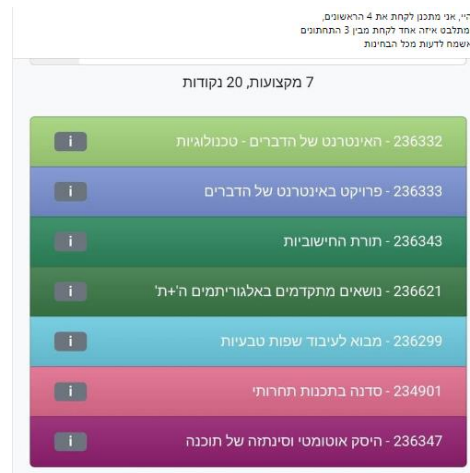 היי, אני מתכנן לקחת את 4 הראשונים,
מתלבט איזה אחד לקחת מבין 3 התחתונים
אשמח לדעות מכל הבחינות
7 מקצועות, 20 נקודות
236332 - האינטרנט של הדברים - טכנולוגיות
i
236333 - פרויקט באינטרנט של הדברים
i
236343 - תורת החישוביות
i
236621 - נושאים מתקדמים באלגוריתמים ה'+ת'
i
236299 - מבוא לעיבוד שפות טבעיות
i
234901 - סדנה בתכנות תחרותי
i
236347 - היסק אוטומטי וסינתזה של תוכנה
i